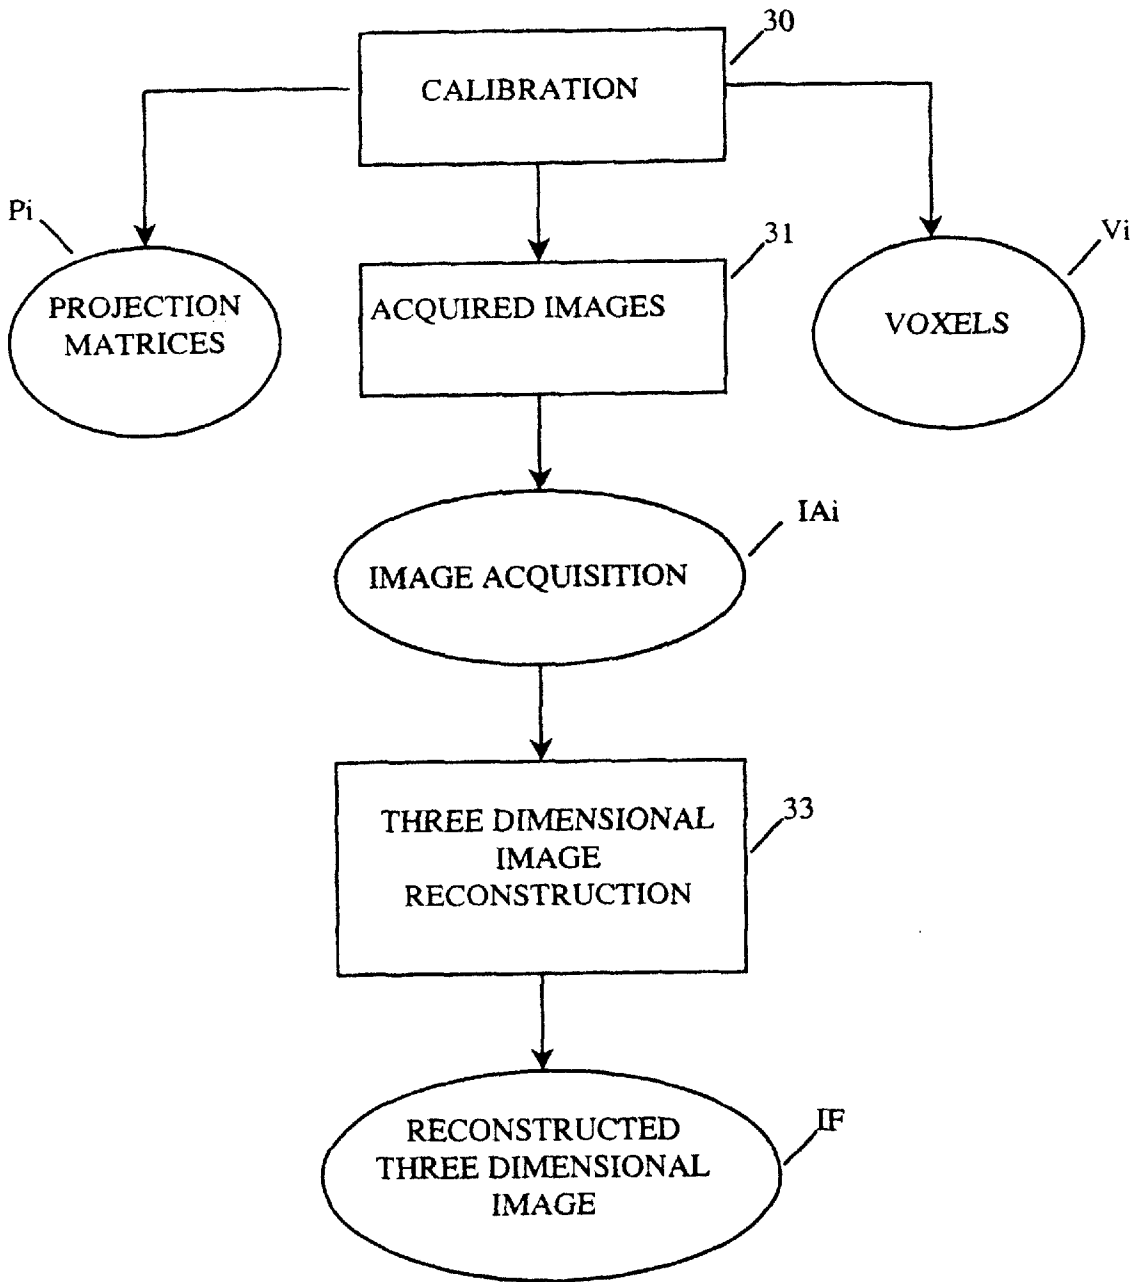 30
CALIBRATION
Pi
31
Vi
PROJECTION
MATRICES
ACQUIRED IMAGES
VOXELS
IAi
IMAGE ACQUISITION
33
THREE DIMENSIONAL
IMAGE
RECONSTRUCTION
IF
RECONSTRUCTED
THREE DIMENSIONAL
IMAGE